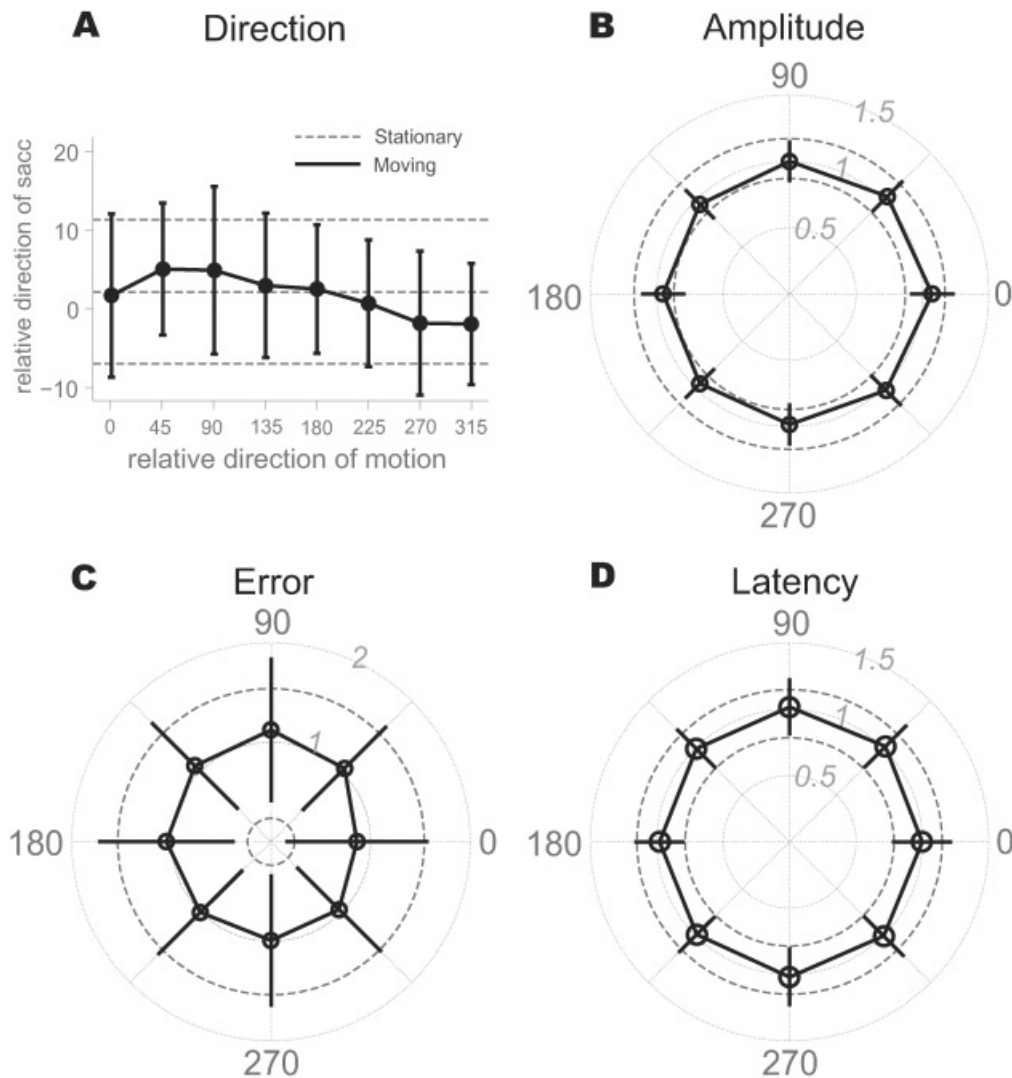 A Direction
Stationary
Moving
relative direction of sacc
20
10
0
−10
0 45 90 135 180 225 270 315
relative direction of motion
B Amplitude
90
1.5
1
0.5
180
0
270
C Error
90
2
1
180
0
270
D Latency
90
1.5
1
0.5
180
0
270